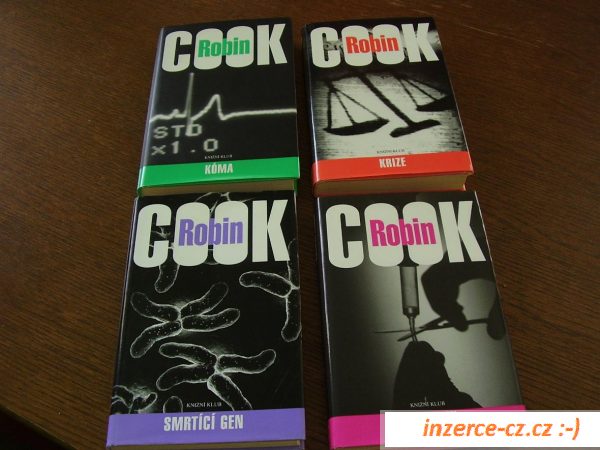 COOK
Robin
STD
x1.0
KNIŽNÍ KLUB
KÓMA
COOK
Robin
KNIŽNÍ KLUB
KRIZE
COOK
Robin
KNIŽNÍ KLUB
SMRTÍCÍ GEN
COOK
Robin
KNIŽNÍ KLUB
inzerce-cz.cz :-)